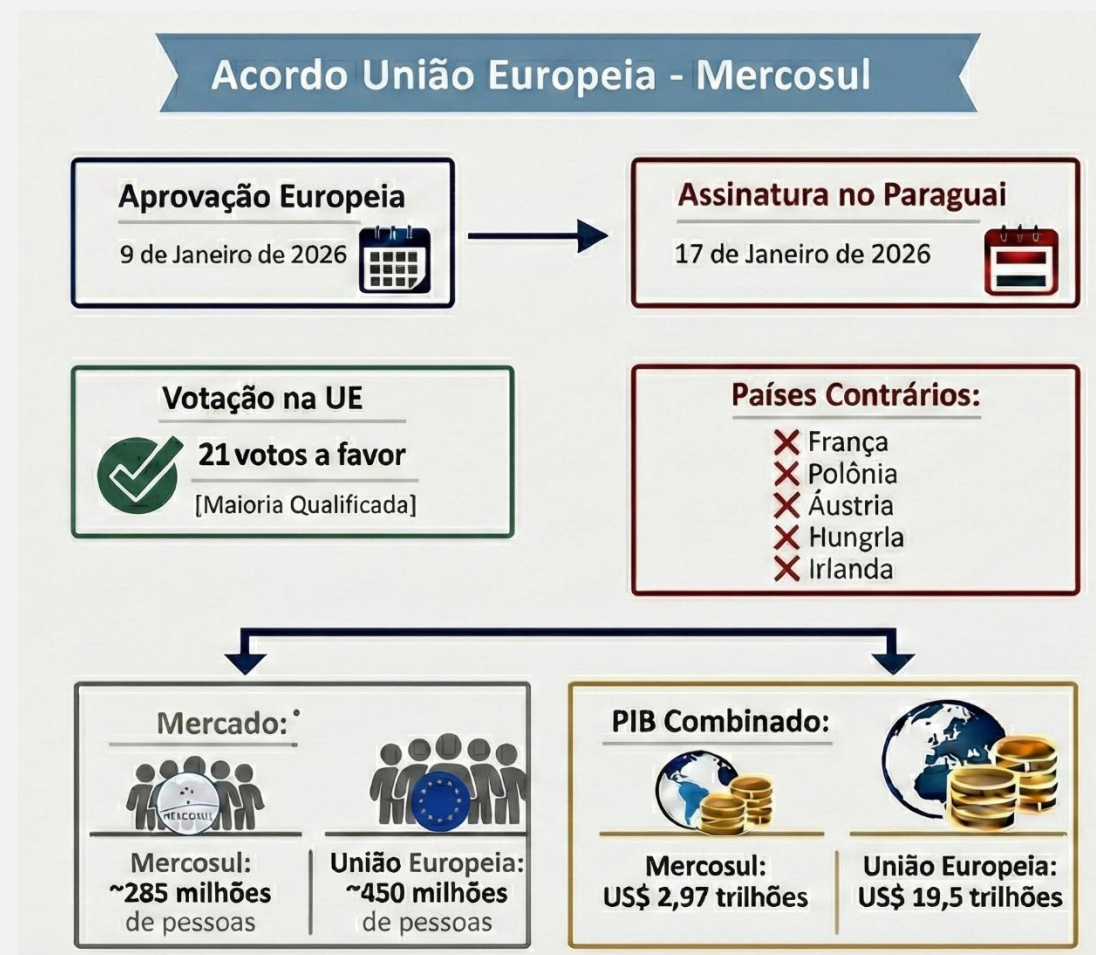 Acordo União Europeia - Mercosul
Aprovação Europeia
9 de Janeiro de 2026
Assinatura no Paraguai
17 de Janeiro de 2026
Votação na UE
21 votos a favor
[Maioria Qualificada]
Países Contrários:
França
Polônia
Áustria
Hungrla
Irlanda
Mercado:
MERCOSUL
Mercosul:
~285 milhões
de pessoas
União Europeia:
~450 milhões
de pessoas
PIB Combinado:
Mercosul:
US$ 2,97 trilhões
União Europeia:
US$ 19,5 trilhões